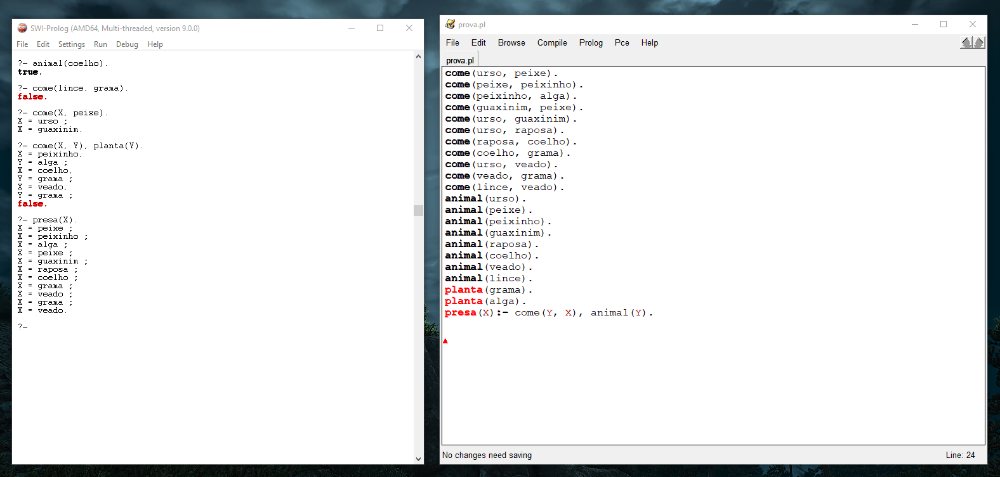 SWI-Prolog (AMD64, Multi-threaded, version 9.0.0)
File Edit Settings Run Debug Help
?- animal(coelho).
true.
?- come(lince, grama).
false.
?- come(X, peixe).
X = urso ;
X = guaxinim.
?- come(X, Y), planta(Y).
X = peixinho,
Y = alga ;
X = coelho,
Y = grama ;
X = veado,
Y = grama ;
false.
?- presa(X).
X = peixe ;
X = peixinho ;
X = alga ;
X = peixe ;
X = guaxinim ;
X = raposa ;
X = coelho ;
X = grama ;
X = veado ;
X = grama ;
X = veado.
?-
prova.pl
File Edit Browse Compile Prolog Pce Help
prova.pl
come(urso, peixe).
come(peixe, peixinho).
come(peixinho, alga).
come(guaxinim, peixe).
come(urso, guaxinim).
come(urso, raposa).
come(raposa, coelho).
come(coelho, grama).
come(urso, veado).
come(veado, grama).
come(lince, veado).
animal(urso).
animal(peixe).
animal(peixinho).
animal(guaxinim).
animal(raposa).
animal(coelho).
animal(veado).
animal(lince).
planta(grama).
planta(alga).
presa(X):- come(Y, X), animal(Y).
No changes need saving
Line: 24